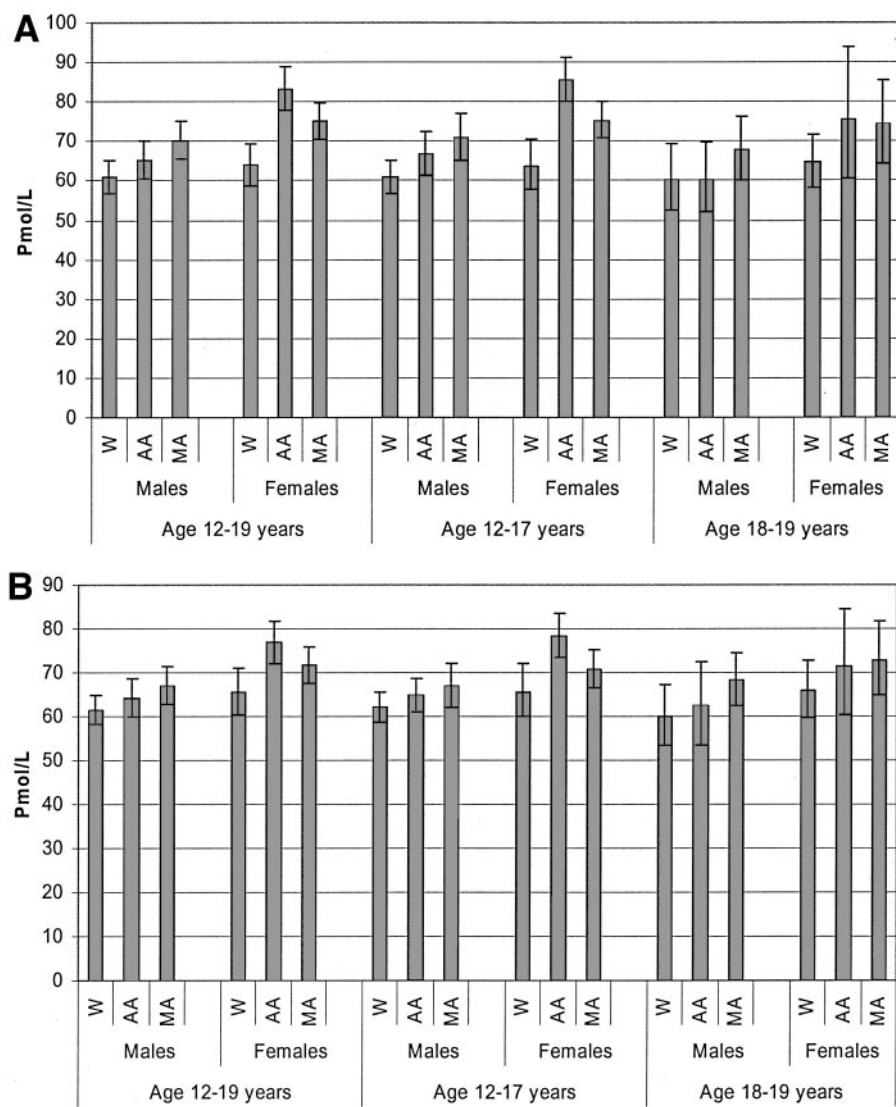 A
100
90
80
70
60
50
40
30
20
10
0
Pmol/L
W AA MA W AA MA W AA MA W AA MA W AA MA W AA MA
Males Females Males Females Males Females
Age 12-19 years Age 12-17 years Age 18-19 years
B
90
80
70
60
50
40
30
20
10
0
Pmol/L
W AA MA W AA MA W AA MA W AA MA W AA MA W AA MA
Males Females Males Females Males Females
Age 12-19 years Age 12-17 years Age 18-19 years